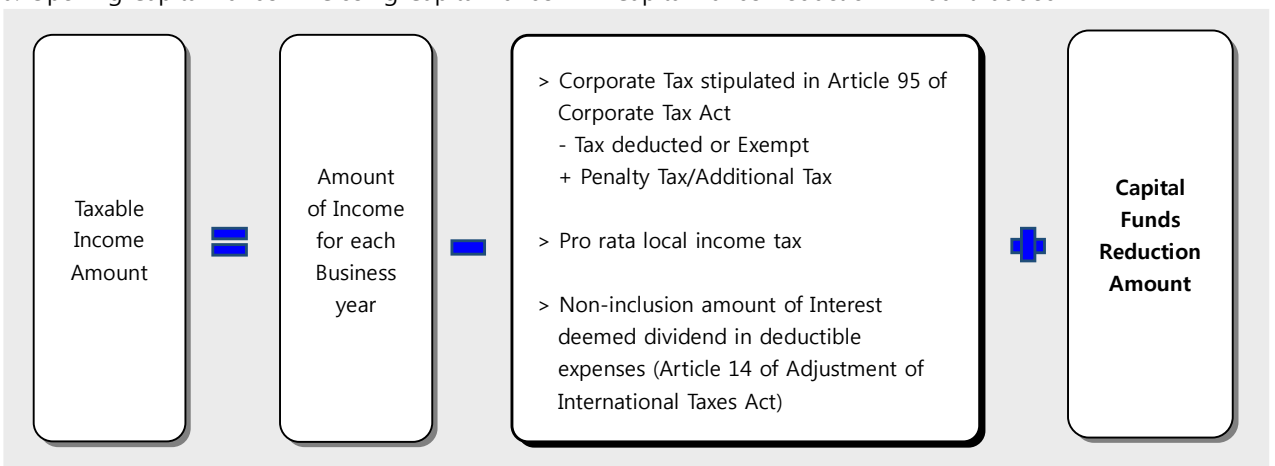 Taxable
Income
Amount
Amount
of Income
for each
Business
year
> Corporate Tax stipulated in Article 95 of
Corporate Tax Act
- Tax deducted or Exempt
+ Penalty Tax/Additional Tax
> Pro rata local income tax
> Non-inclusion amount of Interest
deemed dividend in deductible
expenses (Article 14 of Adjustment of
International Taxes Act)
Capital
Funds
Reduction
Amount